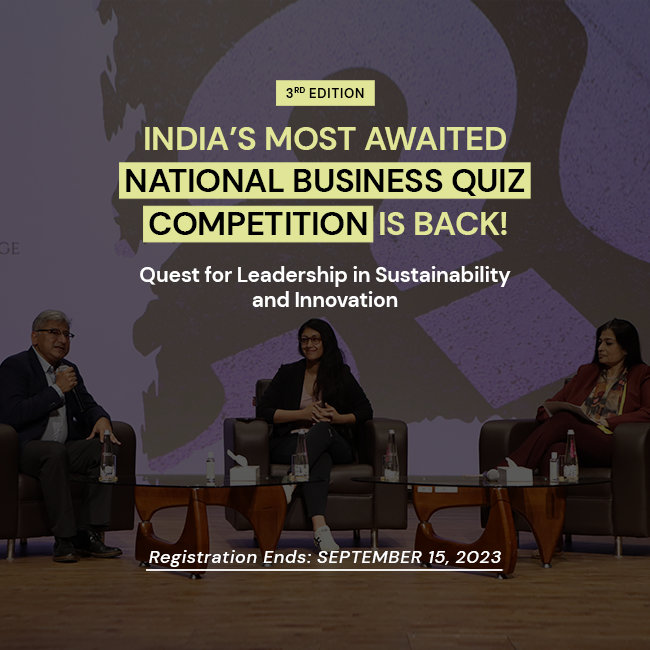 3RD EDITION
INDIA'S MOST AWAITED
NATIONAL BUSINESS QUIZ
COMPETITION IS BACK!
GE
Quest for Leadership in Sustainability
and Innovation
Registration Ends: SEPTEMBER 15, 2023